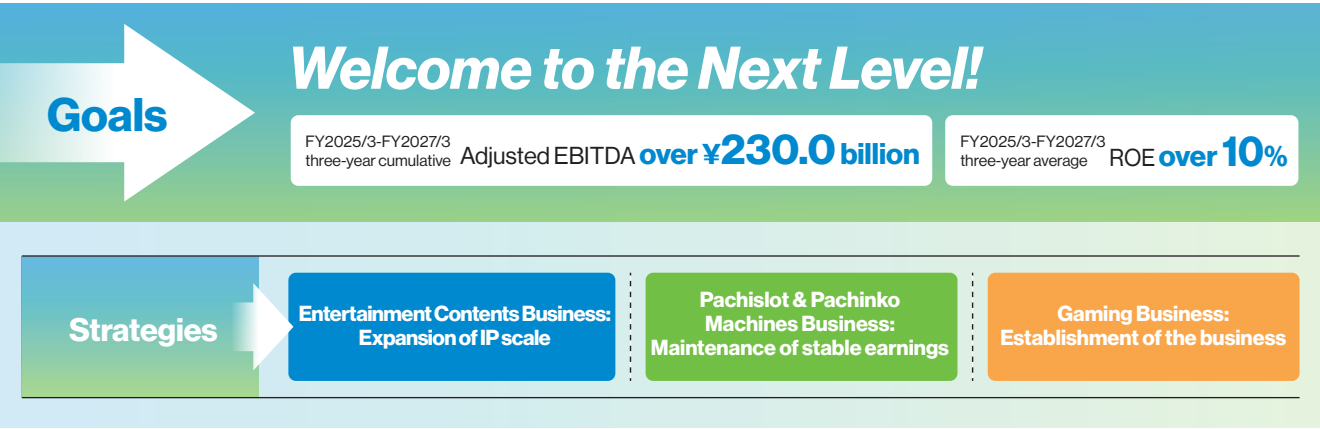 Goals
Welcome to the Next Level!
FY2025/3-FY2027/3
three-year cumulative
Adjusted EBITDA over ¥230.0 billion
FY2025/3-FY2027/3
three-year average
ROE over 10%
Strategies
Entertainment Contents Business:
Expansion of IP scale
Pachislot & Pachinko
Machines Business:
Maintenance of stable earnings
Gaming Business:
Establishment of the business